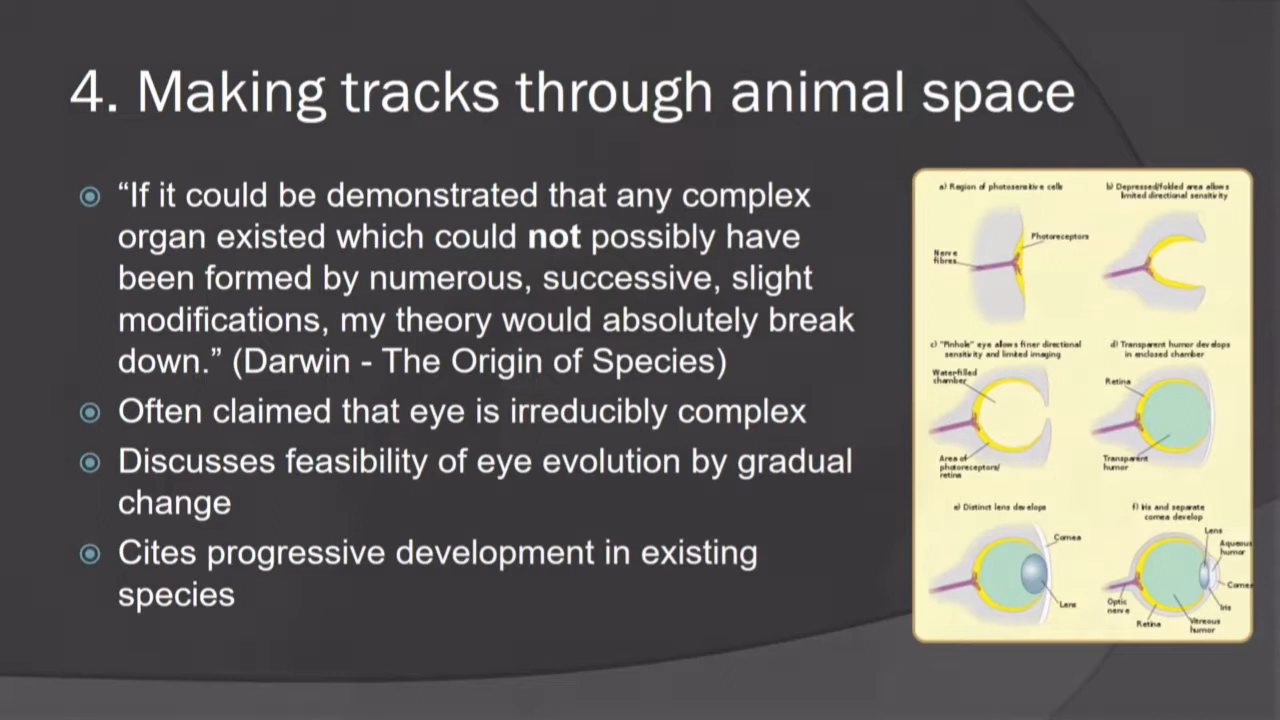 4. Making tracks through animal space
“If it could be demonstrated that any complex
organ existed which could not possibly have
been formed by numerous, successive, slight
modifications, my theory would absolutely break
down.” (Darwin - The Origin of Species)
Often claimed that eye is irreducibly complex
Discusses feasibility of eye evolution by gradual
change
Cites progressive development in existing
species
a) Region of photosensitive cells
Photoreceptors
Nerve
fibres
b) Depressed/folded area allows
limited directional sensitivity
c) "Pinhole" eye allows finer directional
sensitivity and limited imaging
Waterfilled
chamber
Area of
photoreceptors/
retina
d) Transparent humor develops
in enclosed chamber
Retina
Transparent
humor
e) Distinct lens develops
Cornea
Lens
f) Iris and separate
cornea develop
Lens
Aqueous
humor
Cornea
Iris
Optic
nerve
Retina
Vitreous
humor